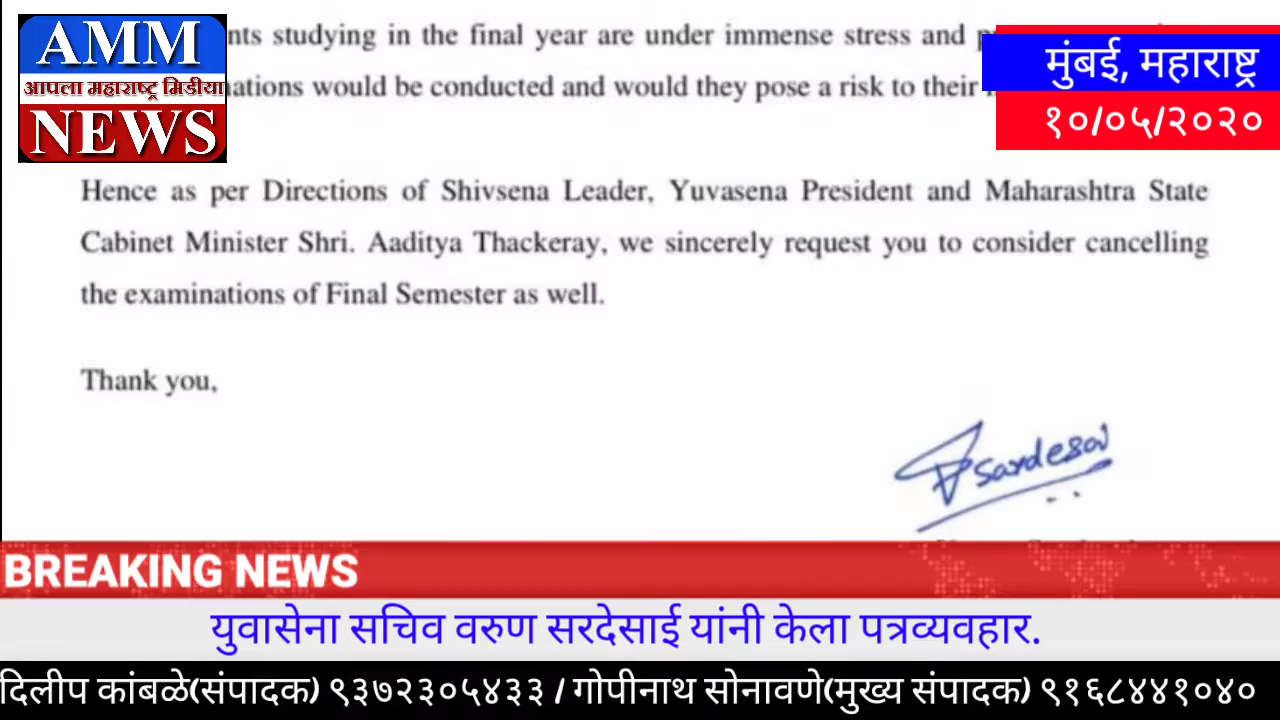 AMM
आपला महाराष्ट्र मिडीया
NEWS
मुंबई, महाराष्ट्र
१०/०५/२०२०
nts studying in the final year are under immense stress and
ations would be conducted and would they pose a risk to their
Hence as per Directions of Shivsena Leader, Yuvasena President and Maharashtra State
Cabinet Minister Shri. Aaditya Thackeray, we sincerely request you to consider cancelling
the examinations of Final Semester as well.
Thank you,
Sardesai
BREAKING NEWS
युवासेना सचिव वरुण सरदेसाई यांनी केला पत्रव्यवहार.
दिलीप कांबळे(संपादक) ९३७२३०५४३३ / गोपीनाथ सोनावणे(मुख्य संपादक) ९१६८४४१०४०